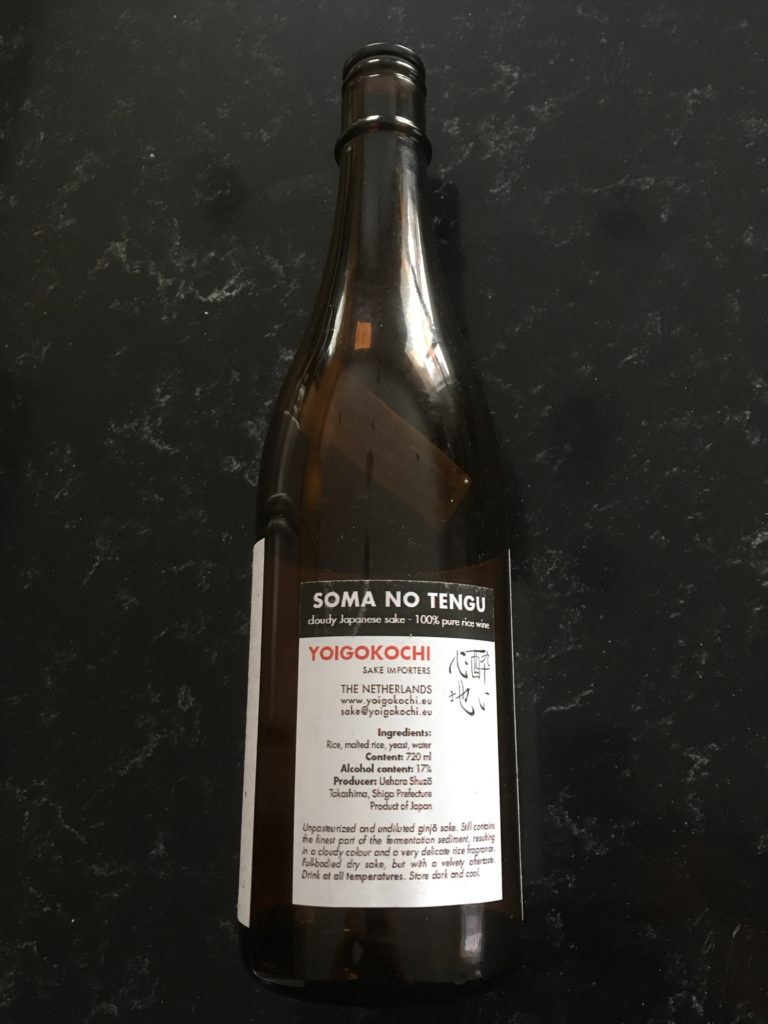 SOMA NO TENGU
cloudy Japanese sake - 100% pure rice wine
YOIGOKOCHI
SAKE IMPORTERS
酔い
心地
THE NETHERLANDS
www.yoigokochi.eu
sake@yoigokochi.eu
Ingredients:
Rice, malted rice, yeast, water
Content: 720 ml
Alcohol content: 17%
Producer: Uehara Shuzō
Takashima, Shiga Prefecture
Product of Japan
Unpasteurized and undiluted ginjō sake. Still contains
the finest part of the fermentation sediment, resulting
in a cloudy colour and a very delicate rice fragrance.
Full-bodied dry sake, but with a velvety aftertaste.
Drink at all temperatures. Store dark and cool.